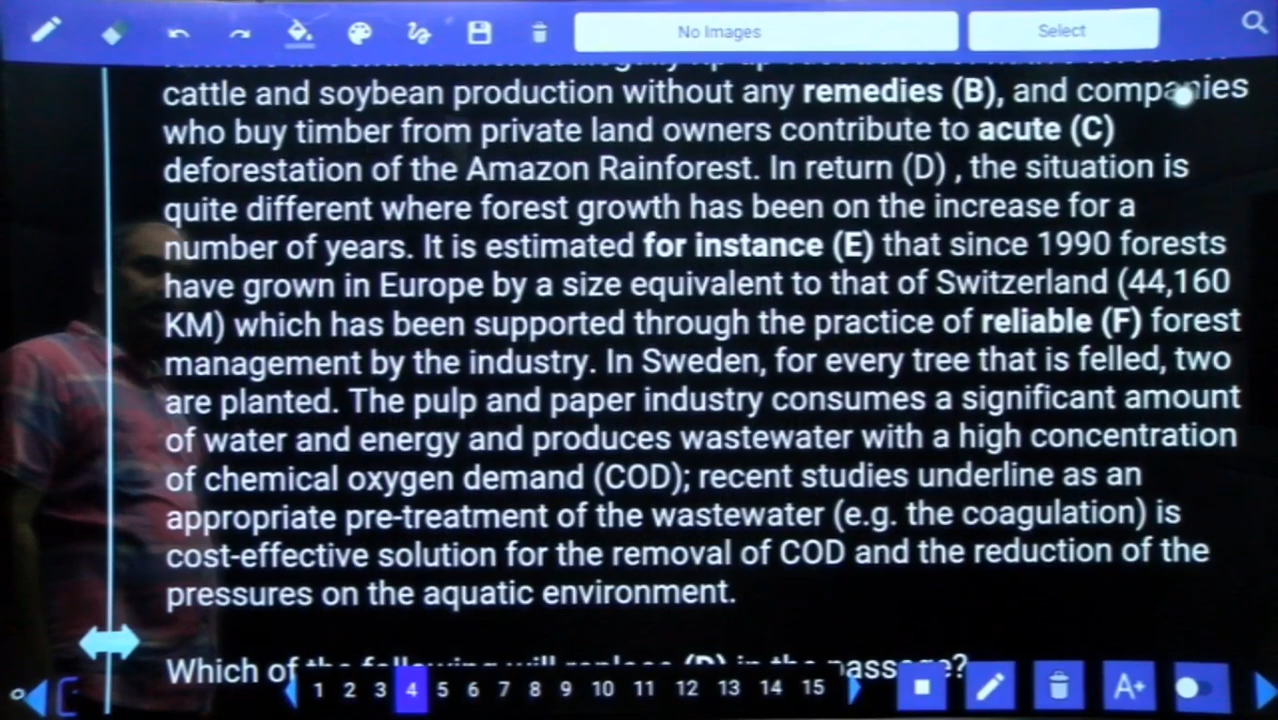 No Images
Select
cattle and soybean production without any remedies (B), and companies
who buy timber from private land owners contribute to acute (C)
deforestation of the Amazon Rainforest. In return (D) , the situation is
quite different where forest growth has been on the increase for a
number of years. It is estimated for instance (E) that since 1990 forests
have grown in Europe by a size equivalent to that of Switzerland (44,160
KM) which has been supported through the practice of reliable (F) forest
management by the industry. In Sweden, for every tree that is felled, two
are planted. The pulp and paper industry consumes a significant amount
of water and energy and produces wastewater with a high concentration
of chemical oxygen demand (COD); recent studies underline as an
appropriate pre-treatment of the wastewater (e.g. the coagulation) is
cost-effective solution for the removal of COD and the reduction of the
pressures on the aquatic environment.
Which of the following will replace (D) in the passage?
1 2 3 4 5 6 7 8 9 10 11 12 13 14 15
A+